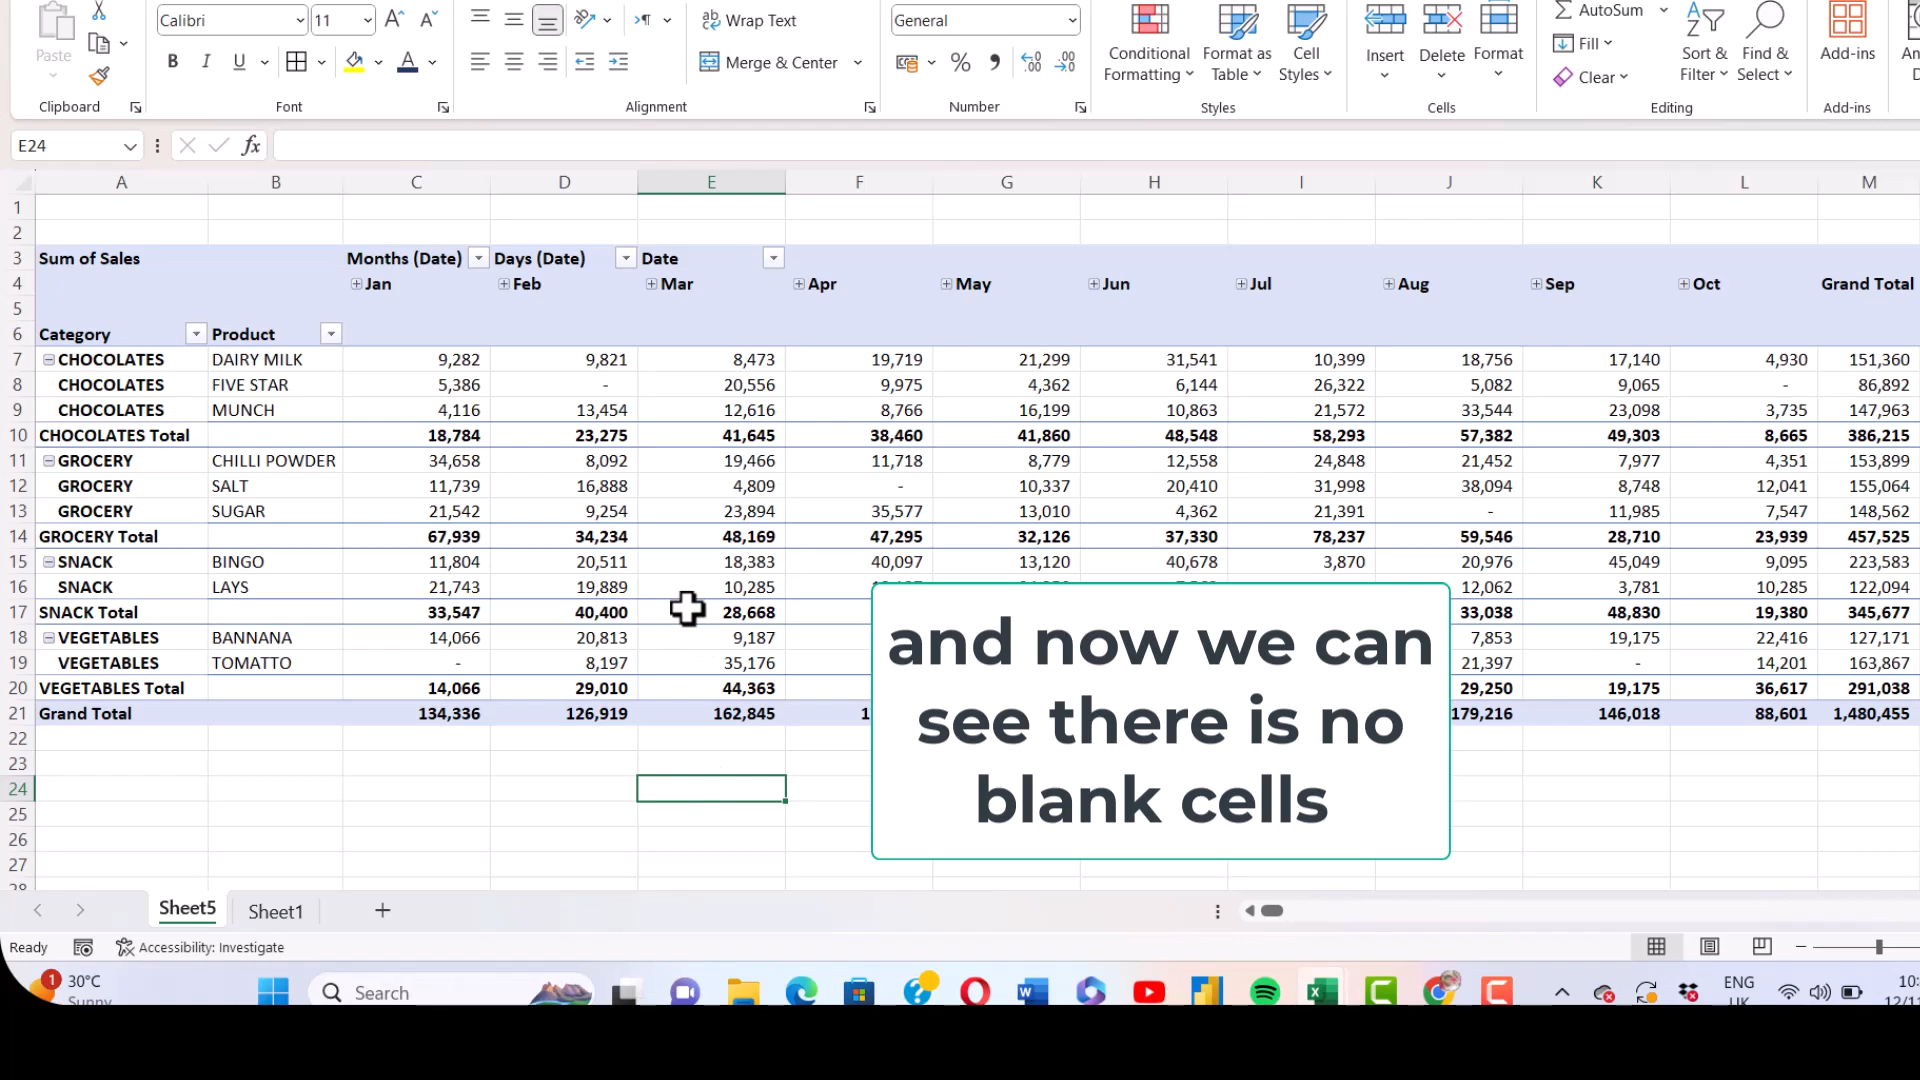 Calibri 11 Wrap Text General AutoSum
Paste B I U Merge & Center % Conditional Formatting Format as Table Cell Styles Insert Delete Format Fill Clear Sort & Filter Find & Select Add-ins
Clipboard Font Alignment Number Styles Cells Editing Add-ins
E24 fx
A B C D E F G H I J K L M
1
2
3 Sum of Sales Months (Date) Days (Date) Date
4 Jan Feb Mar Apr May Jun Jul Aug Sep Oct Grand Total
5
6 Category Product
7 CHOCOLATES DAIRY MILK 9,282 9,821 8,473 19,719 21,299 31,541 10,399 18,756 17,140 4,930 151,360
8 CHOCOLATES FIVE STAR 5,386 - 20,556 9,975 4,362 6,144 26,322 5,082 9,065 - 86,892
9 CHOCOLATES MUNCH 4,116 13,454 12,616 8,766 16,199 10,863 21,572 33,544 23,098 3,735 147,963
10 CHOCOLATES Total 18,784 23,275 41,645 38,460 41,860 48,548 58,293 57,382 49,303 8,665 386,215
11 GROCERY CHILLI POWDER 34,658 8,092 19,466 11,718 8,779 12,558 24,848 21,452 7,977 4,351 153,899
12 GROCERY SALT 11,739 16,888 4,809 - 10,337 20,410 31,998 38,094 8,748 12,041 155,064
13 GROCERY SUGAR 21,542 9,254 23,894 35,577 13,010 4,362 21,391 - 11,985 7,547 148,562
14 GROCERY Total 67,939 34,234 48,169 47,295 32,126 37,330 78,237 59,546 28,710 23,939 457,525
15 SNACK BINGO 11,804 20,511 18,383 40,097 13,120 40,678 3,870 20,976 45,049 9,095 223,583
16 SNACK LAYS 21,743 19,889 10,285 12,062 3,781 10,285 122,094
17 SNACK Total 33,547 40,400 28,668 33,038 48,830 19,380 345,677
18 VEGETABLES BANNANA 14,066 20,813 9,187 7,853 19,175 22,416 127,171
19 VEGETABLES TOMATTO - 8,197 35,176 21,397 - 14,201 163,867
20 VEGETABLES Total 14,066 29,010 44,363 29,250 19,175 36,617 291,038
21 Grand Total 134,336 126,919 162,845 179,216 146,018 88,601 1,480,455
22
23
24
25
26
27
and now we can
see there is no
blank cells
Sheet5 Sheet1
Ready Accessibility: Investigate
1 30°C Search ENG